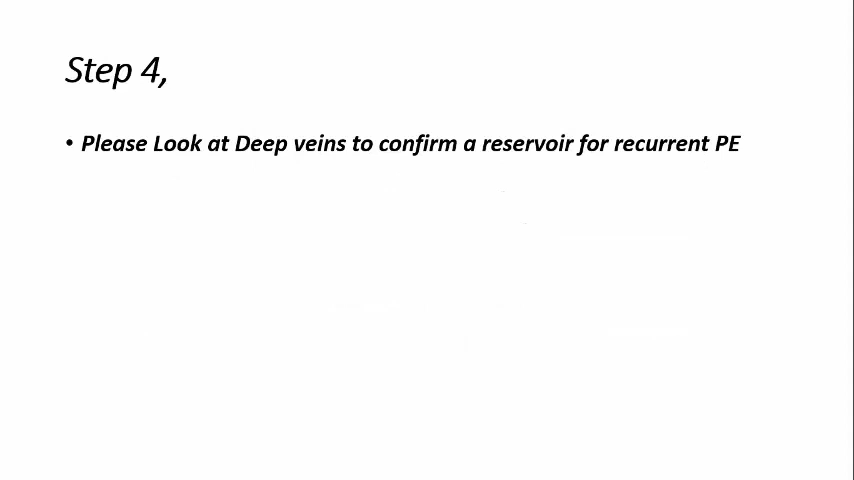 Step 4,
• Please Look at Deep veins to confirm a reservoir for recurrent PE